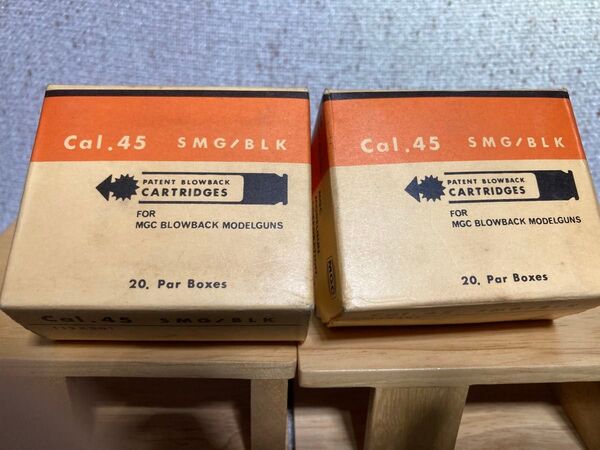 Cal.45 SMG/BLK
PATENT BLOWBACK
CARTRIDGES
FOR
MGC BLOWBACK MODELGUNS
20. Par Boxes
Cal.45 SMG/BLK
Cal.45 SMG/BLK
PATENT BLOWBACK
CARTRIDGES
FOR
MGC BLOWBACK MODELGUNS
20. Par Boxes
MGC